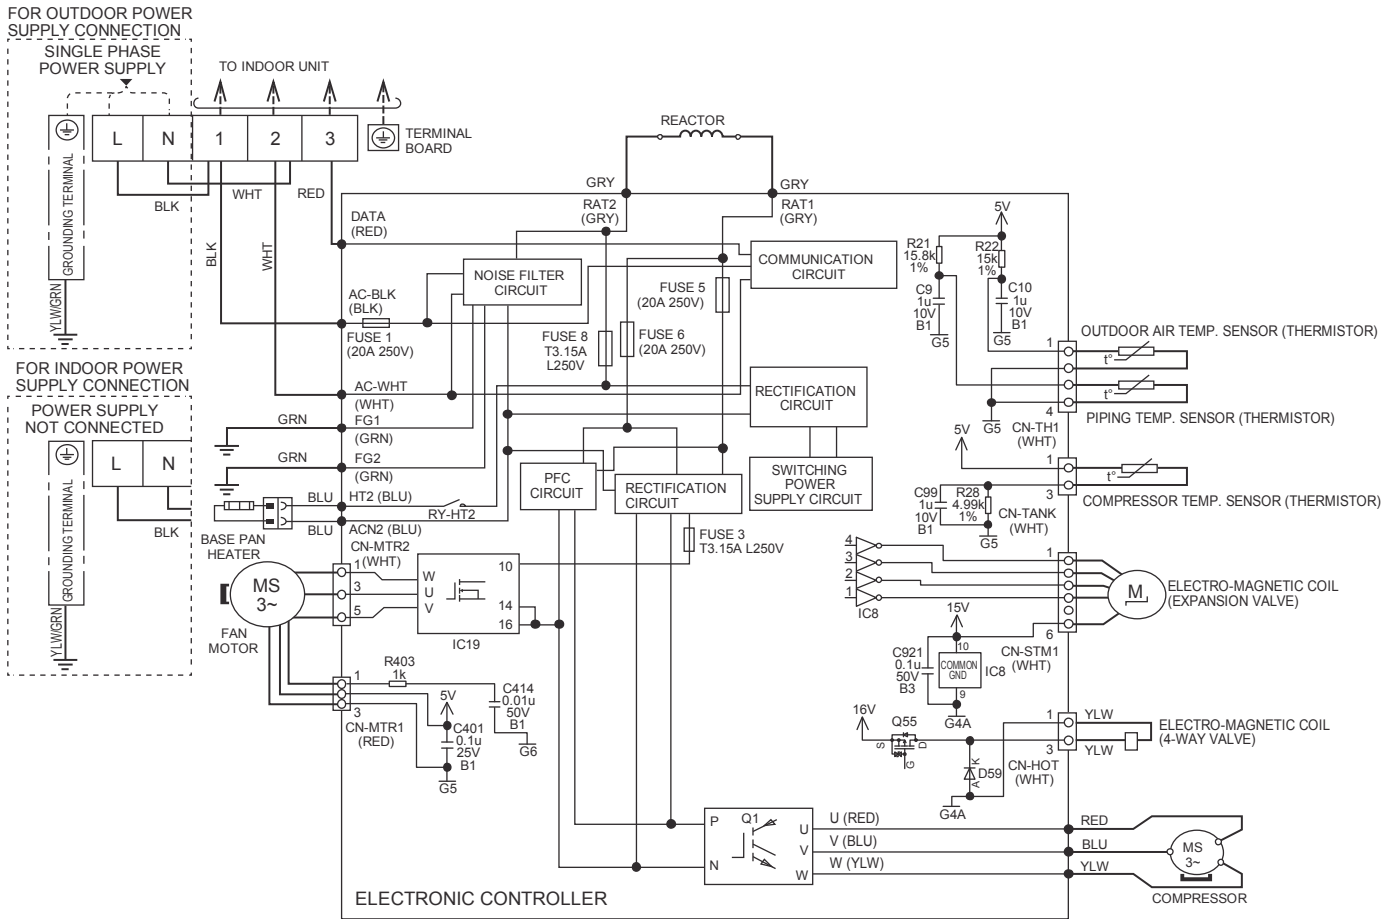 FOR OUTDOOR POWER
SUPPLY CONNECTION
SINGLE PHASE
POWER SUPPLY
TO INDOOR UNIT
L
N
1
2
3
TERMINAL
BOARD
GROUNDING TERMINAL
YLW/GRN
BLK
WHT
RED
BLK
WHT
FOR INDOOR POWER
SUPPLY CONNECTION
POWER SUPPLY
NOT CONNECTED
L
N
GROUNDING TERMINAL
YLW/GRN
BLK
REACTOR
GRY
GRY
RAT2
(GRY)
RAT1
(GRY)
DATA
(RED)
NOISE FILTER
CIRCUIT
COMMUNICATION
CIRCUIT
AC-BLK
(BLK)
FUSE 1
(20A 250V)
FUSE 5
(20A 250V)
FUSE 8
T3.15A
L250V
FUSE 6
(20A 250V)
AC-WHT
(WHT)
RECTIFICATION
CIRCUIT
GRN
FG1
(GRN)
GRN
FG2
(GRN)
SWITCHING
POWER
SUPPLY CIRCUIT
PFC
CIRCUIT
RECTIFICATION
CIRCUIT
BLU
HT2 (BLU)
RY-HT2
BLU
ACN2 (BLU)
BASE PAN
HEATER
FUSE 3
T3.15A L250V
CN-MTR2
(WHT)
1
3
5
W
U
V
10
14
16
IC19
MS
3~
FAN
MOTOR
1
3
CN-MTR1
(RED)
R403
1k
5V
C401
0.1u
25V
B1
G5
C414
0.01u
50V
B1
G6
5V
R21
15.8k
1%
R22
15k
1%
C9
1u
10V
B1
G5
C10
1u
10V
B1
G5
1
4
G5
CN-TH1
(WHT)
OUTDOOR AIR TEMP. SENSOR (THERMISTOR)
t°
t°
PIPING TEMP. SENSOR (THERMISTOR)
5V
1
3
t°
COMPRESSOR TEMP. SENSOR (THERMISTOR)
C99
1u
10V
B1
R28
4.99k
1%
G5
CN-TANK
(WHT)
4
3
2
1
IC8
1
6
M
ELECTRO-MAGNETIC COIL
(EXPANSION VALVE)
15V
C921
0.1u
50V
B3
10
COMMON
GND
9
IC8
G4A
CN-STM1
(WHT)
16V
Q55
S
D
G
K
A
D59
G4A
1
3
CN-HOT
(WHT)
YLW
YLW
ELECTRO-MAGNETIC COIL
(4-WAY VALVE)
P
N
Q1
U
V
W
U (RED)
V (BLU)
W (YLW)
RED
BLU
YLW
MS
3~
COMPRESSOR
ELECTRONIC CONTROLLER